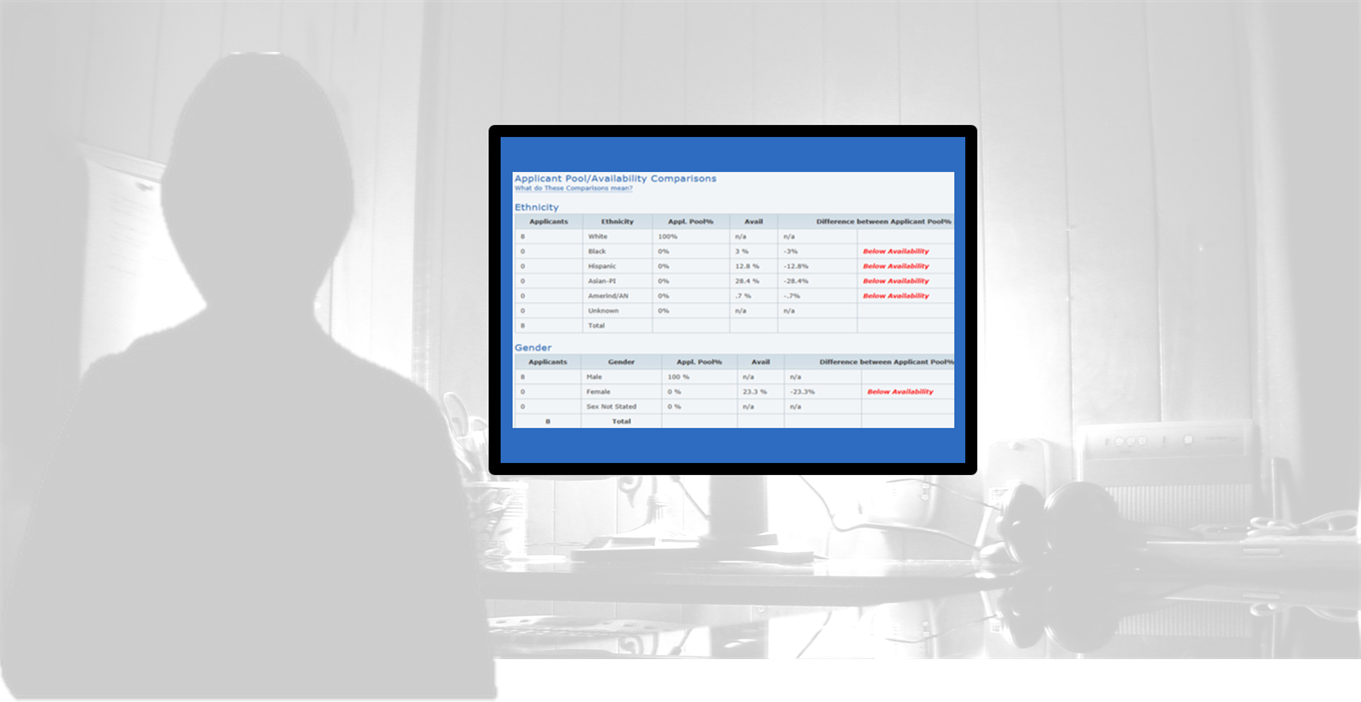 Applicant Pool/Availability Comparisons
What do These Comparisons mean?
Ethnicity
Applicants Ethnicity Appl. Pool% Avail Difference between Applicant Pool%
8 White 100% n/a n/a
0 Black 0% 3 % -3% Below Availability
0 Hispanic 0% 12.8 % -12.8% Below Availability
0 Asian-PI 0% 28.4 % -28.4% Below Availability
0 Amerind/AN 0% .7 % -.7% Below Availability
0 Unknown 0% n/a n/a
8 Total
Gender
Applicants Gender Appl. Pool% Avail Difference between Applicant Pool%
8 Male 100 % n/a n/a
0 Female 0 % 23.3 % -23.3% Below Availability
0 Sex Not Stated 0 % n/a n/a
8 Total